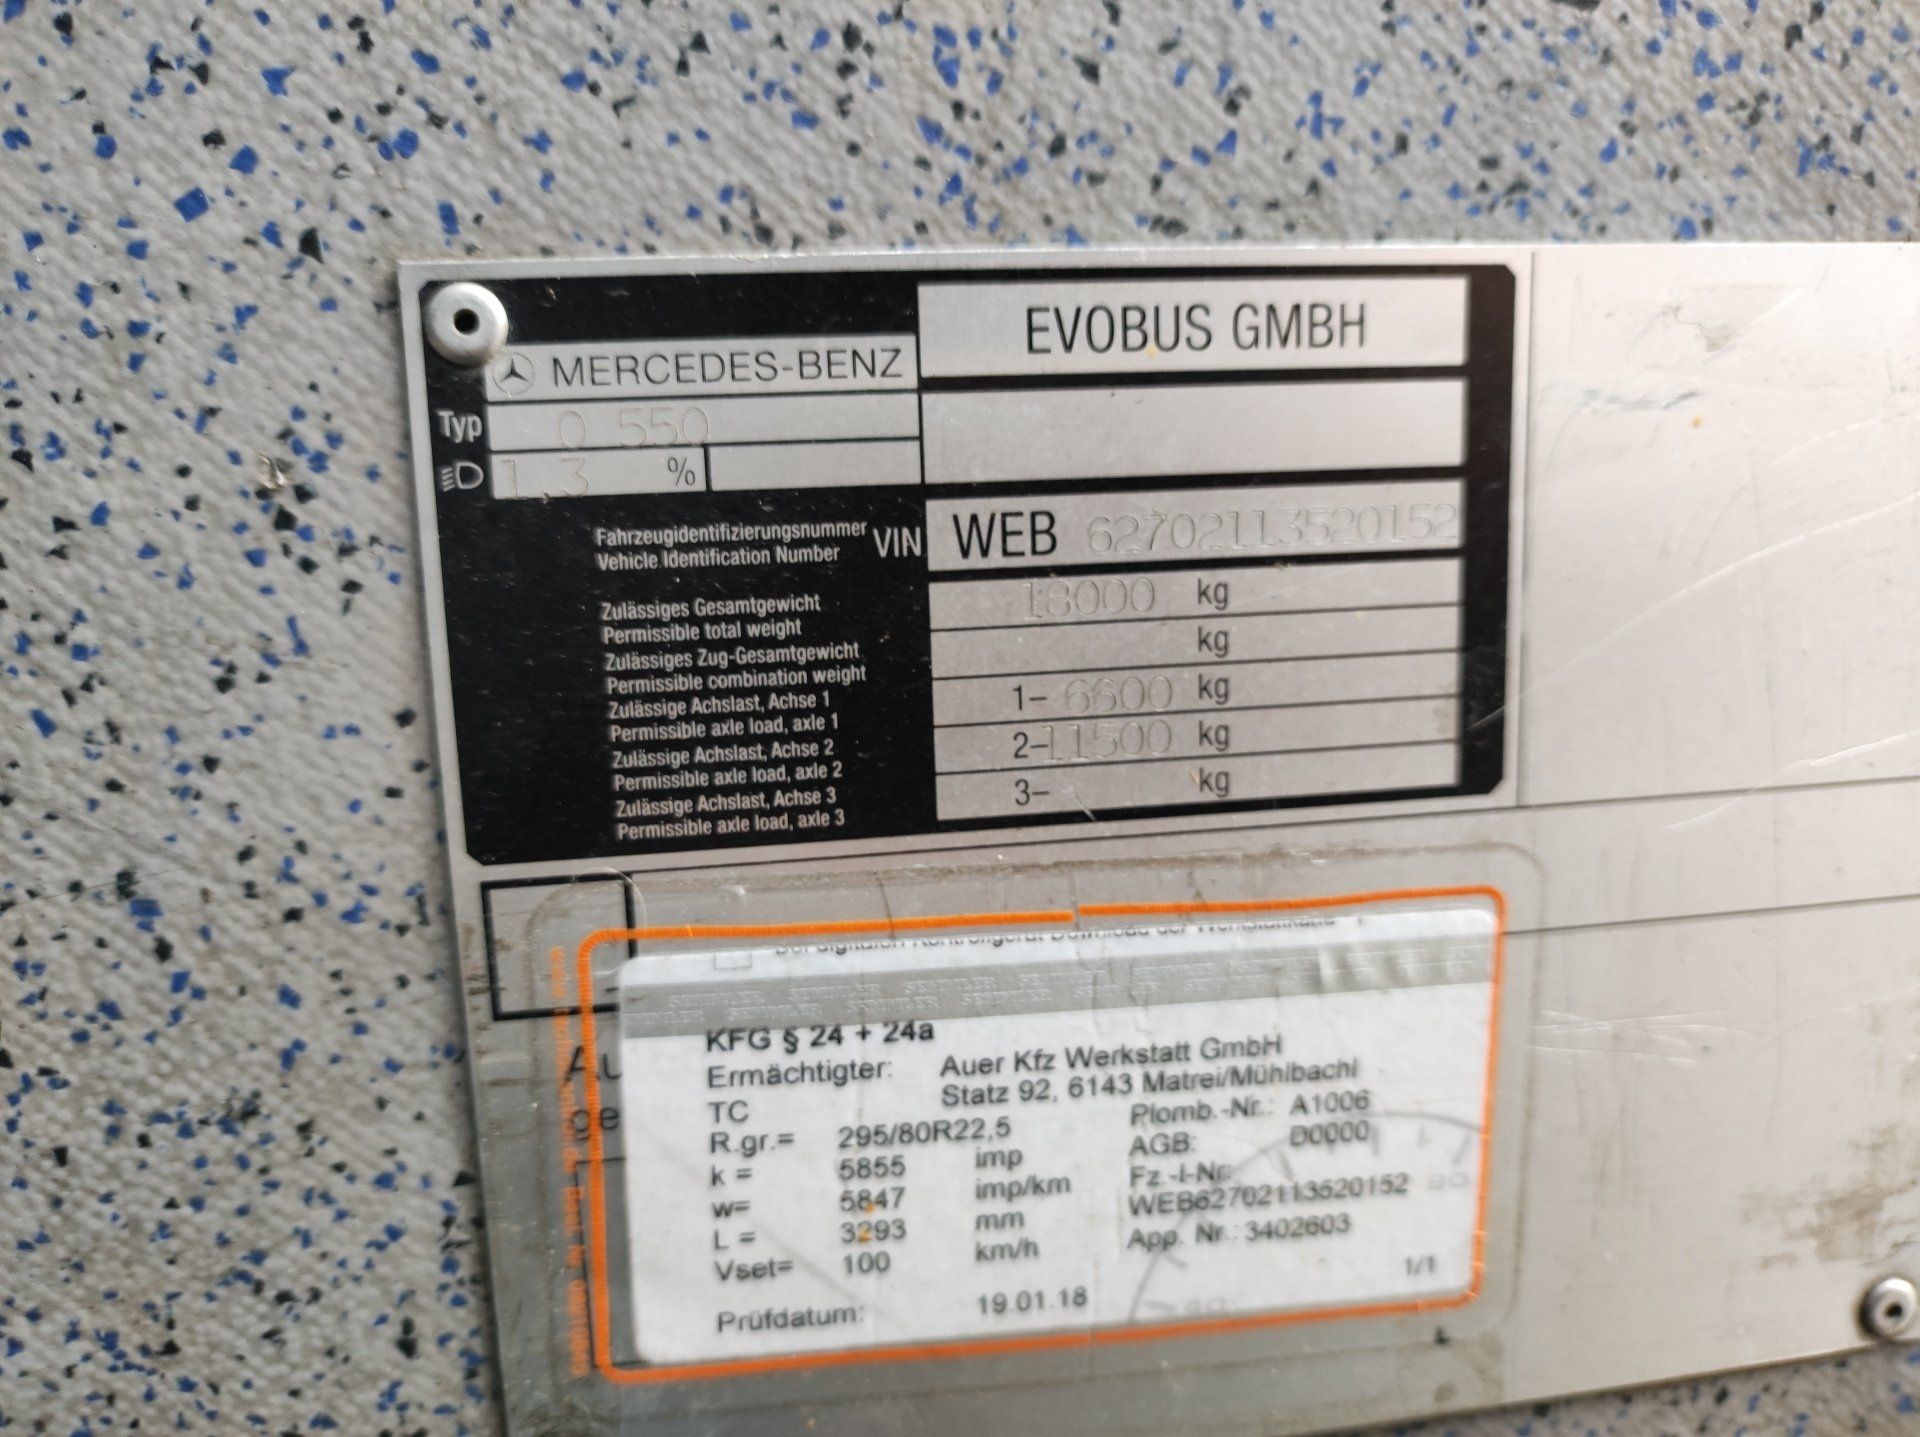 EVOBUS GMBH
MERCEDES-BENZ
Typ O 550
1,3 %
Fahrzeugidentifizierungsnummer
Vehicle Identification Number
VIN WEB 62702113520152
Zulässiges Gesamtgewicht
Permissible total weight
18000 kg
Zulässiges Zug-Gesamtgewicht
Permissible combination weight
kg
Zulässige Achslast, Achse 1
Permissible axle load, axle 1
1- 6600 kg
Zulässige Achslast, Achse 2
Permissible axle load, axle 2
2- 11500 kg
Zulässige Achslast, Achse 3
Permissible axle load, axle 3
3- kg
SENDTLER SENDTLER SENDTLER
KFG § 24 + 24a
Ermächtigter: Auer Kfz Werkstatt GmbH
Statz 92, 6143 Matrei/Mühlbachl
TC
Plomb.-Nr.: A1006
R.gr.= 295/80R22,5
AGB: D0000
k = 5855 imp
Fz.-I-Nr:
w= 5847 imp/km
WEB62702113520152
L = 3293 mm
App. Nr.: 3402603
Vset= 100 km/h
1/1
Prüfdatum: 19.01.18